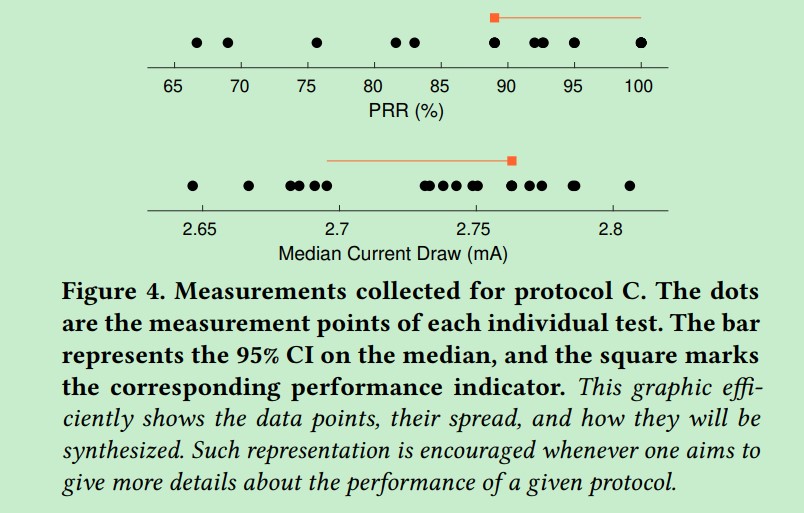 65 70 75 80 85 90 95 100
PRR (%)
2.65 2.7 2.75 2.8
Median Current Draw (mA)
Figure 4. Measurements collected for protocol C. The dots
are the measurement points of each individual test. The bar
represents the 95% CI on the median, and the square marks
the corresponding performance indicator. This graphic effi-
ciently shows the data points, their spread, and how they will be
synthesized. Such representation is encouraged whenever one aims to
give more details about the performance of a given protocol.